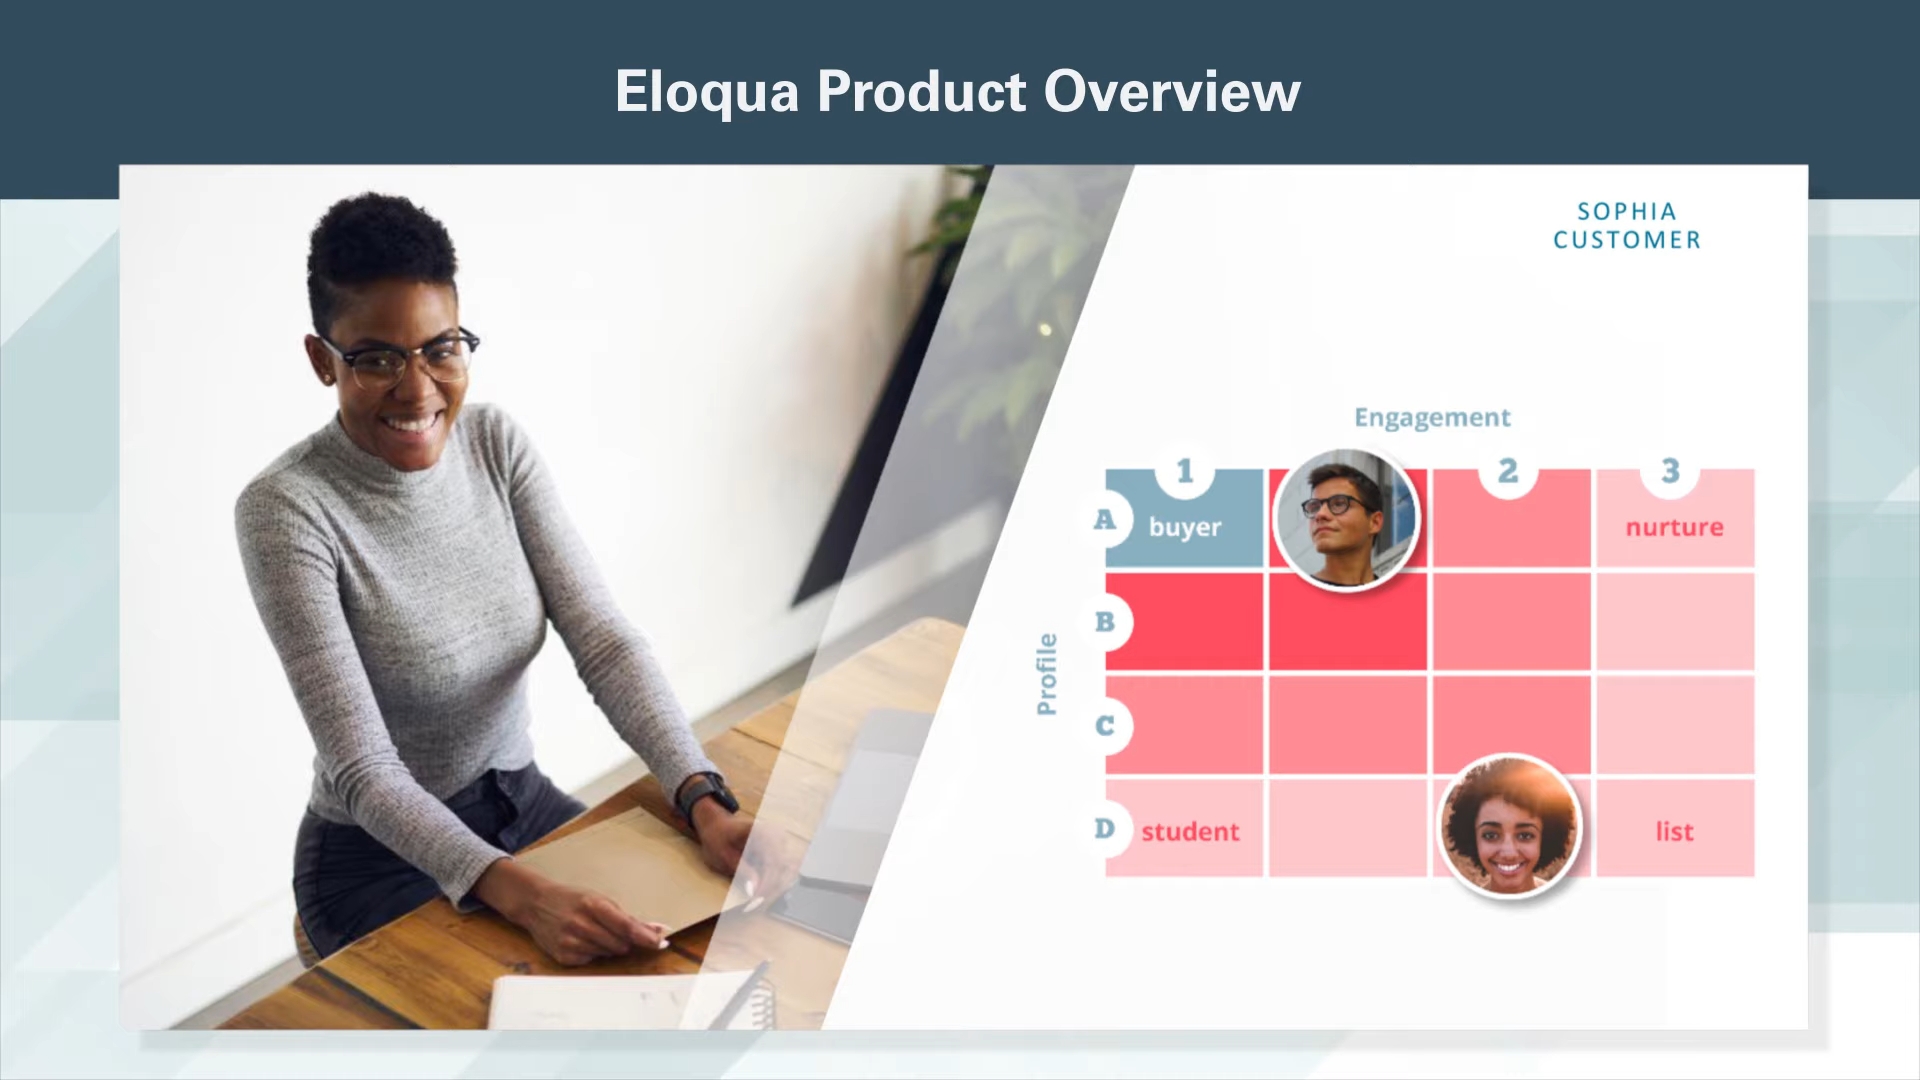 Eloqua Product Overview
SOPHIA
CUSTOMER
Engagement
1
2
3
A
buyer
nurture
B
Profile
C
D
student
list